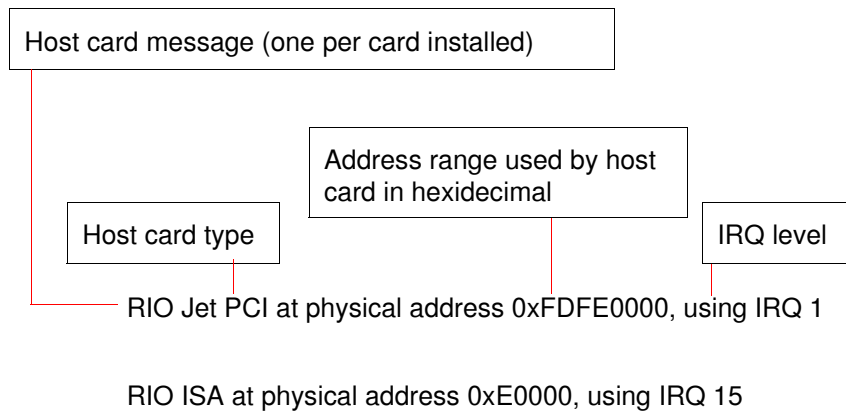 Host card message (one per card installed)
Address range used by host
card in hexidecimal
Host card type
IRQ level
RIO Jet PCI at physical address 0xFDFE0000, using IRQ 1
RIO ISA at physical address 0xE0000, using IRQ 15